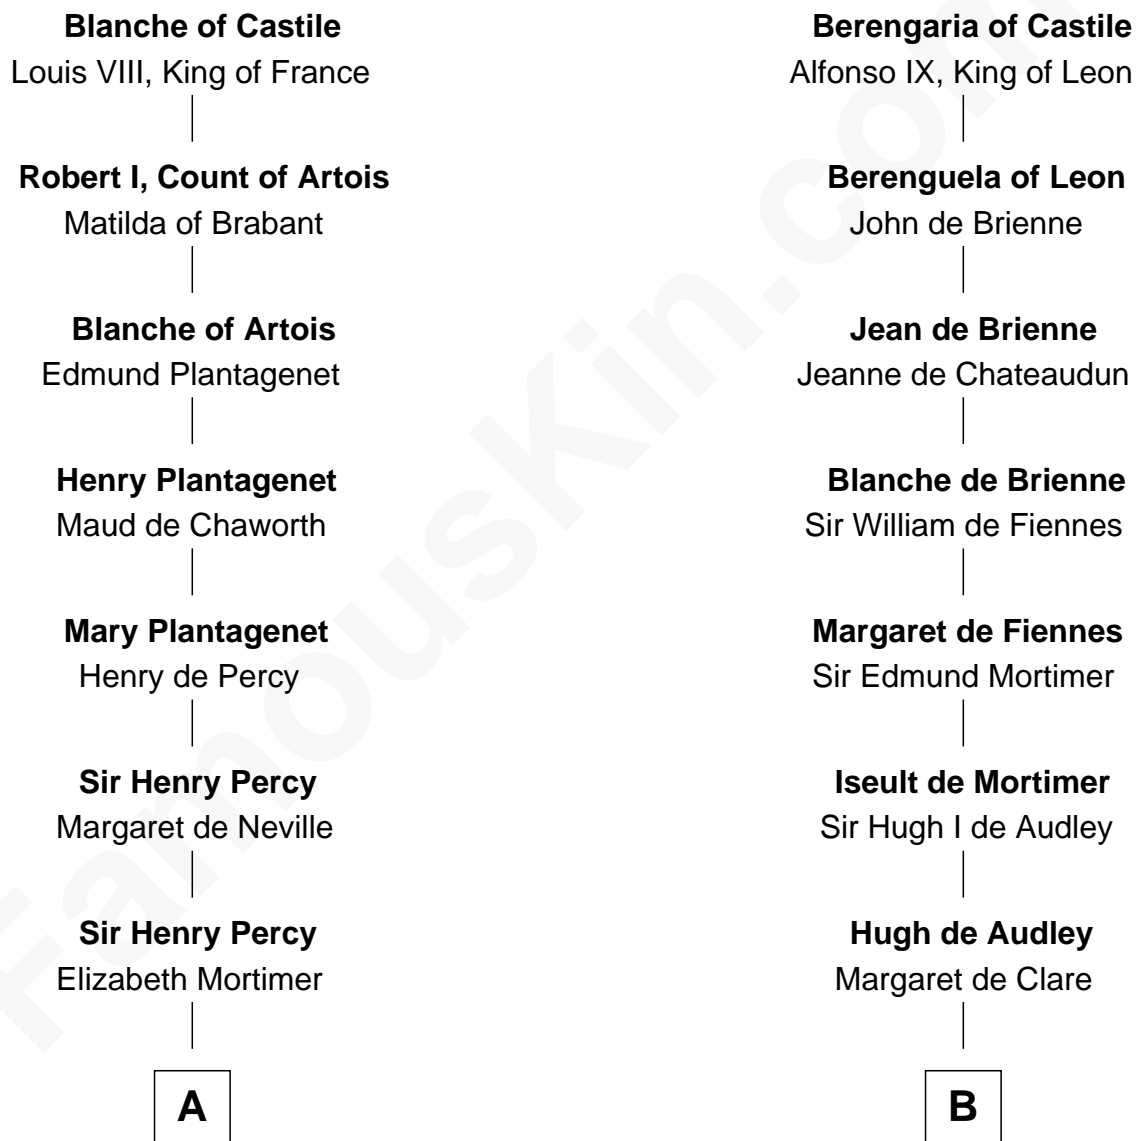 Blanche of Castile
Louis VIII, King of France
Robert I, Count of Artois
Matilda of Brabant
Blanche of Artois
Edmund Plantagenet
Henry Plantagenet
Maud de Chaworth
Mary Plantagenet
Henry de Percy
Sir Henry Percy
Margaret de Neville
Sir Henry Percy
Elizabeth Mortimer
A
Berengaria of Castile
Alfonso IX, King of Leon
Berenguela of Leon
John de Brienne
Jean de Brienne
Jeanne de Chateaudun
Blanche de Brienne
Sir William de Fiennes
Margaret de Fiennes
Sir Edmund Mortimer
Iseult de Mortimer
Sir Hugh I de Audley
Hugh de Audley
Margaret de Clare
B
FamousKin.com